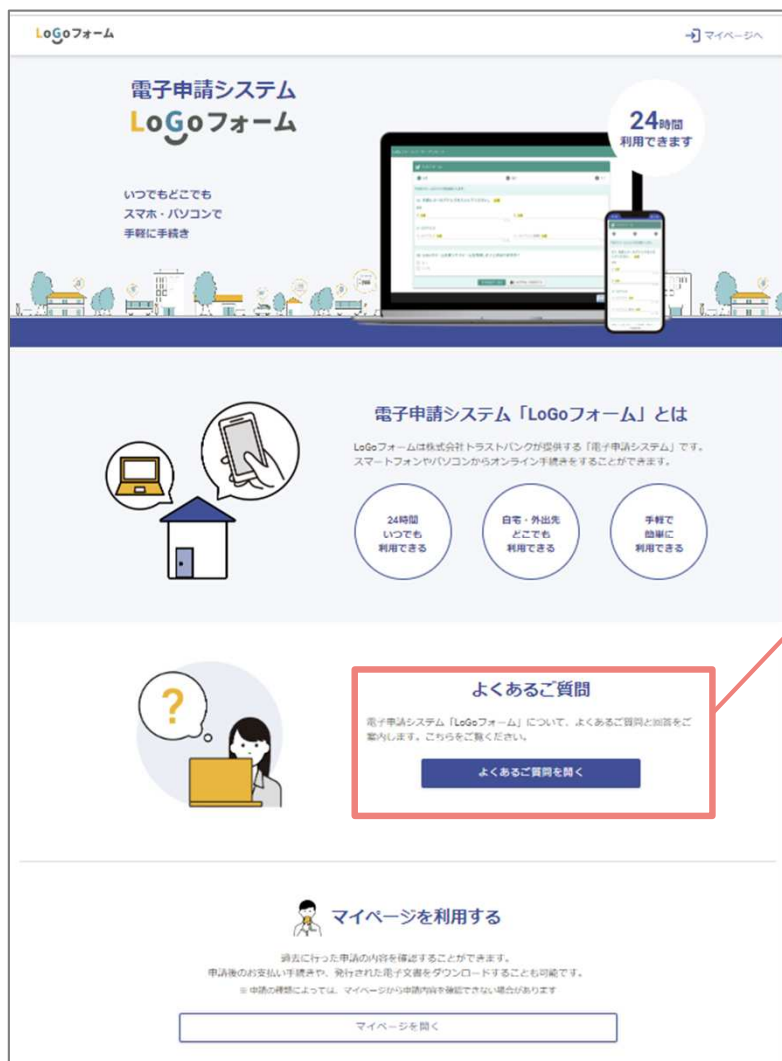 LoGoフォーム
マイページへ
電子申請システム
LoGoフォーム
24時間
利用できます
いつでもどこでも
スマホ・パソコンで
手軽に手続き
電子申請システム「LoGoフォーム」とは
LoGoフォームは株式会社トラストバンクが提供する「電子申請システム」です。
スマートフォンやパソコンからオンライン手続きをすることができます。
24時間
いつでも
利用できる
自宅・外出先
どこでも
利用できる
手軽で
簡単に
利用できる
?
よくあるご質問
電子申請システム「LoGoフォーム」について、よくあるご質問と回答をご
案内します。こちらをご覧ください。
よくあるご質問を開く
マイページを利用する
過去に行った申請の内容を確認することができます。
申請後のお支払い手続きや、発行された電子文書をダウンロードすることも可能です。
※ 申請の種類によっては、マイページから申請内容を確認できない場合があります
マイページを開く